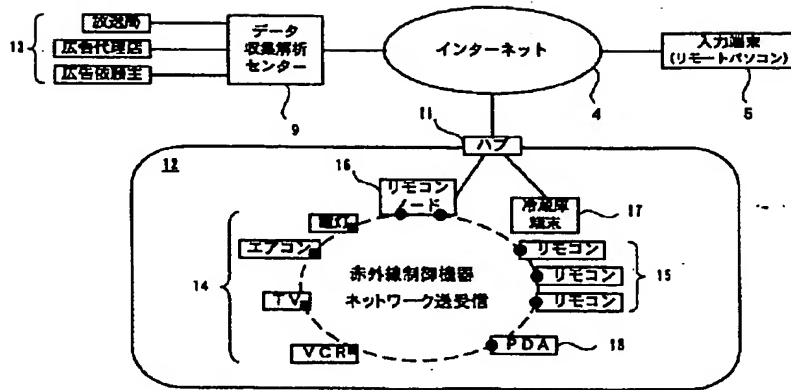 放送局
13
広告代理店
広告依頼主
データ
収集解析
センター
9
インターネット
4
入力端末
(リモートパソコン)
5
11
ハブ
12
16
リモコン
ノード
冷蔵庫
端末
17
電灯
エアコン
14
TV
VCR
赤外線制御機器
ネットワーク送受信
リモコン
リモコン
リモコン
15
PDA
18